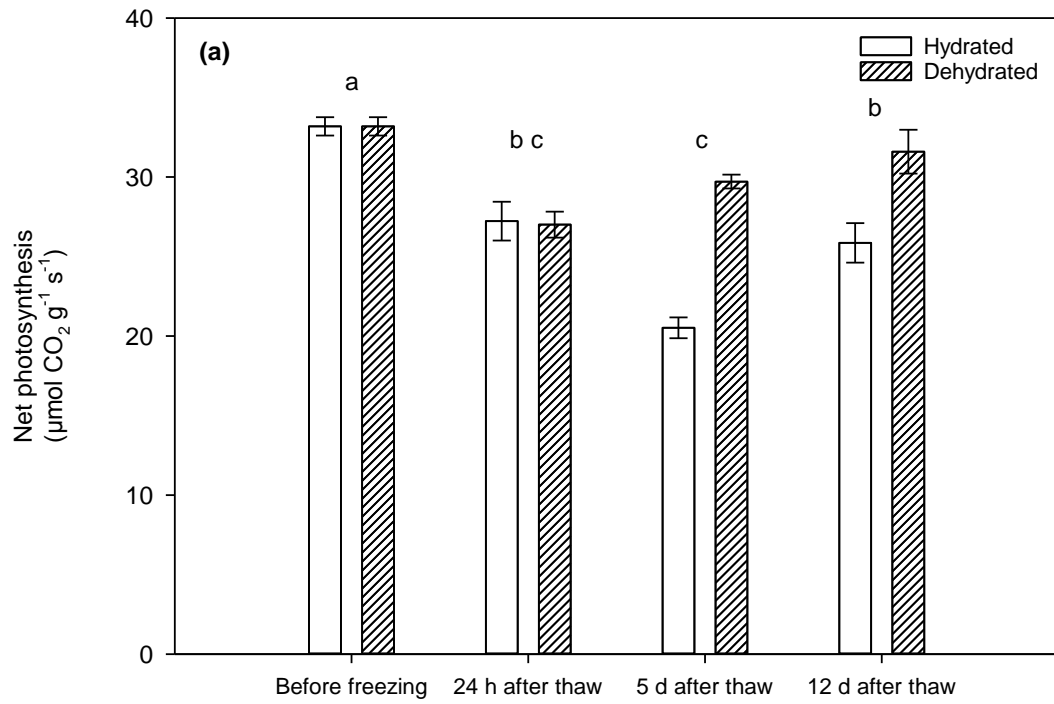 40
(a)
Hydrated
Dehydrated
a
b c
c
b
30
20
10
0
Net photosynthesis
(µmol CO₂ g⁻¹ s⁻¹)
Before freezing
24 h after thaw
5 d after thaw
12 d after thaw